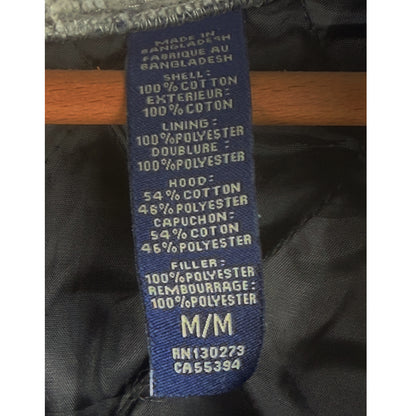 MADE IN
BANGLADESH
FABRIQUE AU
BANGLADESH
SHELL:
100% COTTON
EXTERIEUR:
100% COTON
LINING:
100%POLYESTER
DOUBLURE:
100%POLYESTER
HOOD:
54%COTTON
46%POLYESTER
CAPUCHON:
54%COTON
46%POLYESTER
FILLER:
100%POLYESTER
REMBOURRAGE:
100%POLYESTER
M/M
RN130273
CA55394